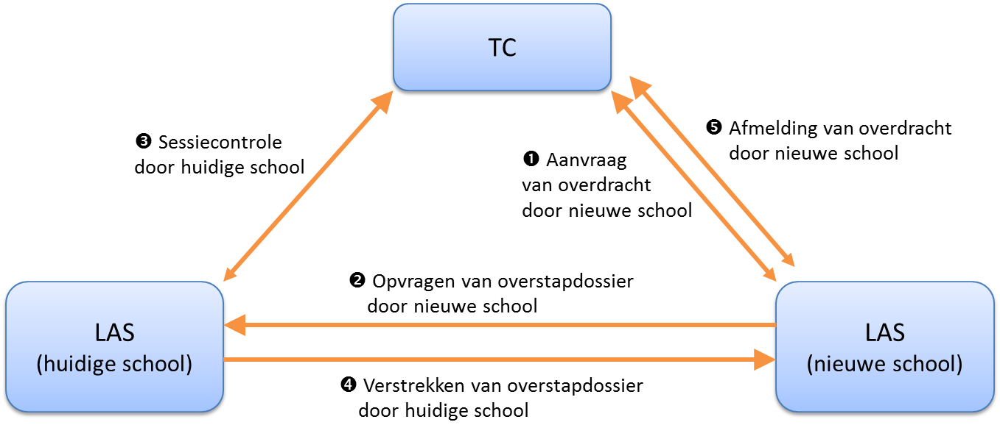 TC
❸ Sessiecontrole
door huidige school
❶ Aanvraag
van overdracht
door nieuwe school
❺ Afmelding van overdracht
door nieuwe school
❷ Opvragen van overstapdossier
door nieuwe school
LAS
(huidige school)
LAS
(nieuwe school)
❹ Verstrekken van overstapdossier
door huidige school